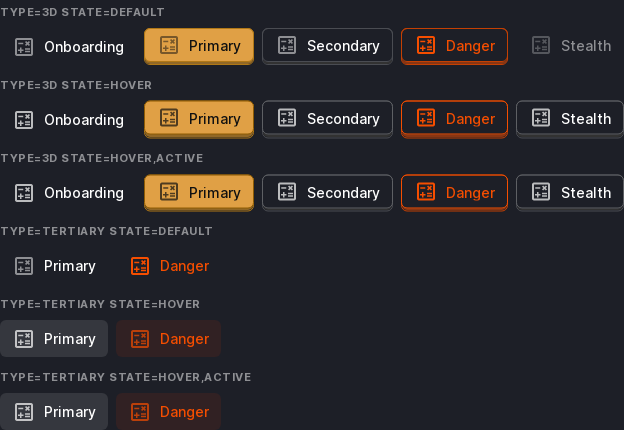 TYPE=3D STATE=DEFAULT
Onboarding Primary Secondary Danger Stealth
TYPE=3D STATE=HOVER
Onboarding Primary Secondary Danger Stealth
TYPE=3D STATE=HOVER,ACTIVE
Onboarding Primary Secondary Danger Stealth
TYPE=TERTIARY STATE=DEFAULT
Primary Danger
TYPE=TERTIARY STATE=HOVER
Primary Danger
TYPE=TERTIARY STATE=HOVER,ACTIVE
Primary Danger